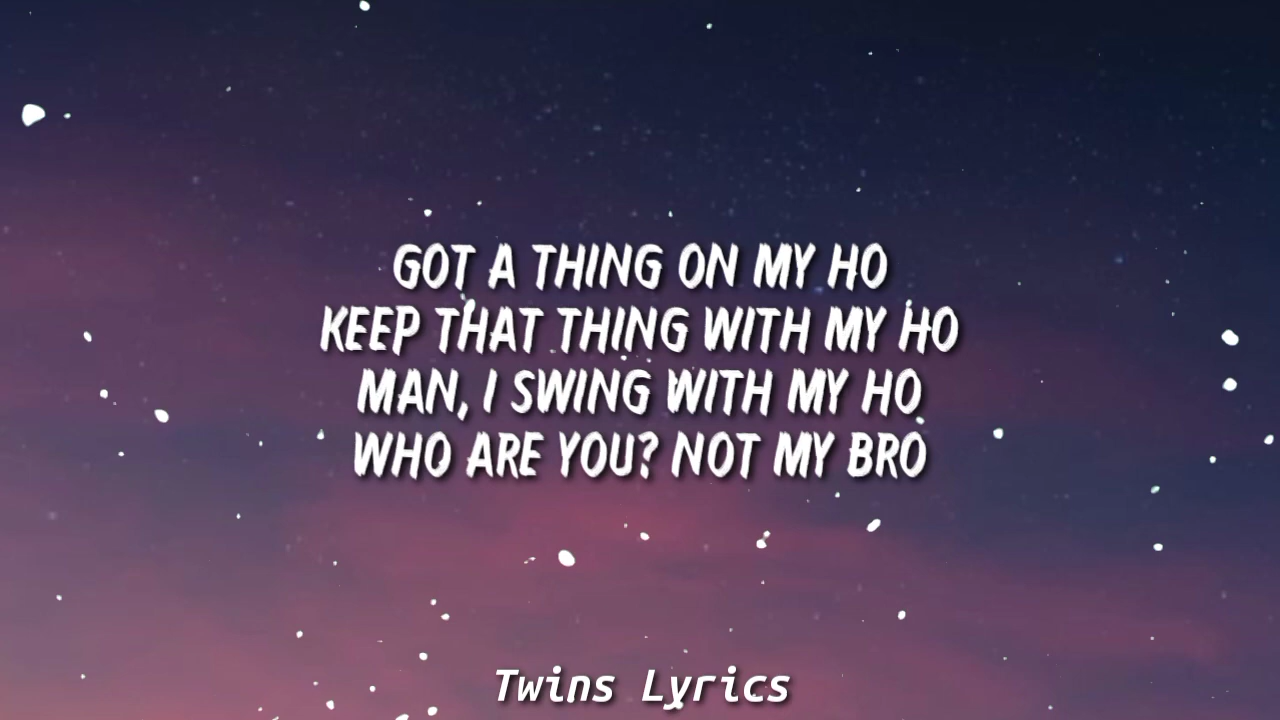 GOT A THING ON MY HO
KEEP THAT THING WITH MY HO
MAN, I SWING WITH MY HO
WHO ARE YOU? NOT MY BRO
Twins Lyrics